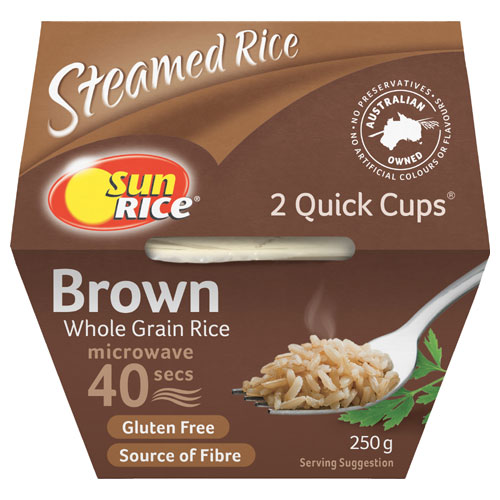 Steamed Rice
• NO PRESERVATIVES •
NO ARTIFICIAL COLOURS OR FLAVOURS
AUSTRALIAN
OWNED
Sun
RICE®
2 Quick Cups®
Brown
Whole Grain Rice
microwave
40 secs
Gluten Free
Source of Fibre
250g
Serving Suggestion